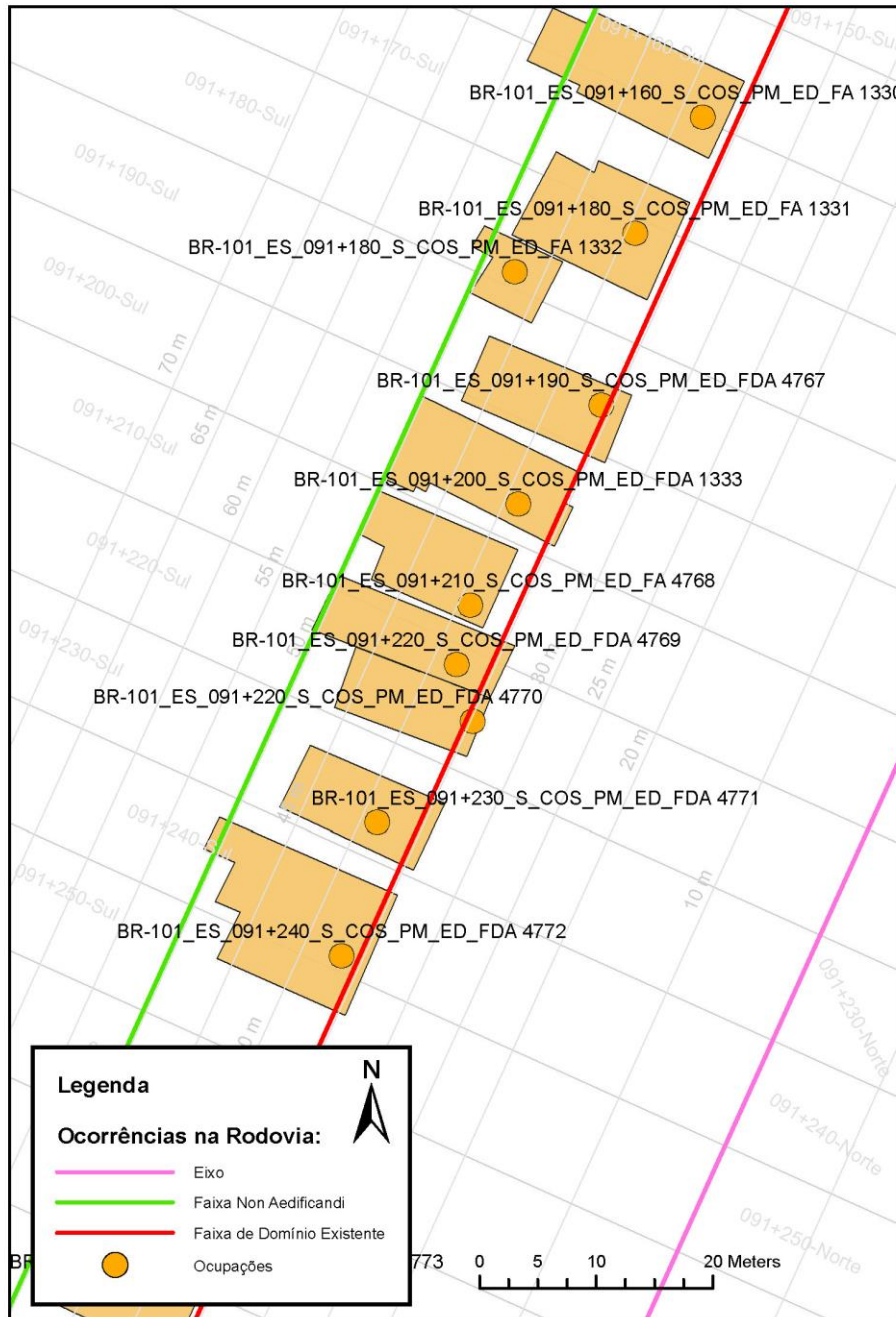 091+150-Sul
091+160-Sul
091+170-Sul
BR-101_ES_091+160_S_COS_PM_ED_FA 1330
091+180-Sul
091+190-Sul
BR-101_ES_091+180_S_COS_PM_ED_FA 1331
BR-101_ES_091+180_S_COS_PM_ED_FA 1332
091+200-Sul
70 m
BR-101_ES_091+190_S_COS_PM_ED_FDA 4767
65 m
091+210-Sul
BR-101_ES_091+200_S_COS_PM_ED_FDA 1333
60 m
091+220-Sul
55 m
BR-101_ES_091+210_S_COS_PM_ED_FA 4768
50 m
091+230-Sul
BR-101_ES_091+220_S_COS_PM_ED_FDA 4769
30 m
25 m
BR-101_ES_091+220_S_COS_PM_ED_FDA 4770
20 m
BR-101_ES_091+230_S_COS_PM_ED_FDA 4771
091+240-Sul
10 m
091+250-Sul
BR-101_ES_091+240_S_COS_PM_ED_FDA 4772
091+230-Norte
091+240-Norte
091+250-Norte
Legenda
N
Ocorrências na Rodovia:
Eixo
Faixa Non Aedificandi
Faixa de Domínio Existente
Ocupações
773
0 5 10 20 Meters